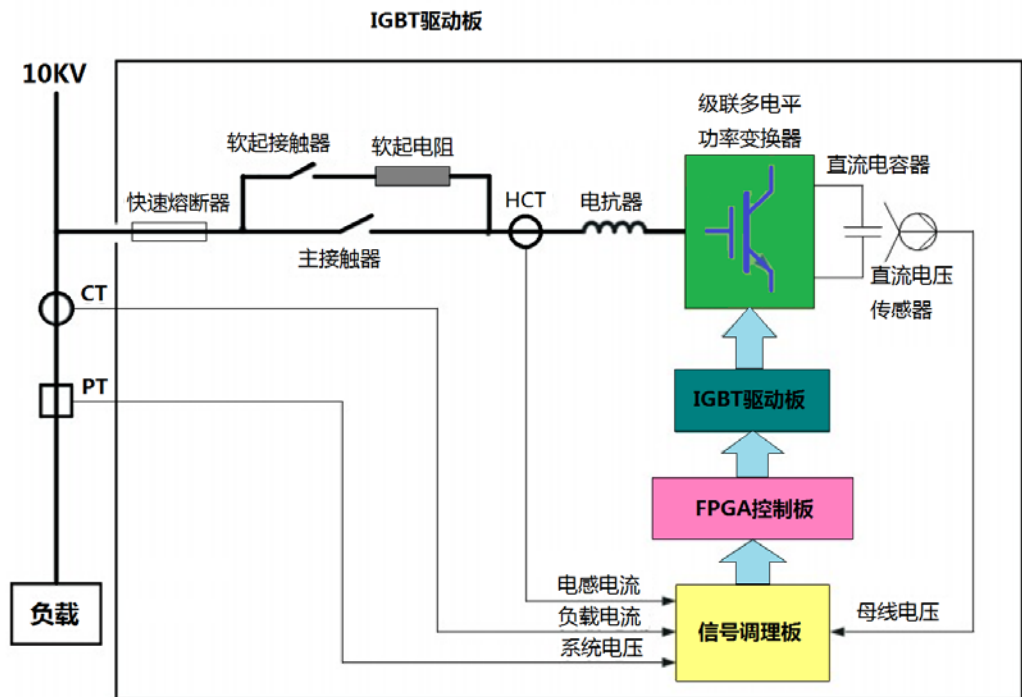 IGBT驱动板
10KV
级联多电平
功率变换器
软起接触器
软起电阻
直流电容器
快速熔断器
HCT
电抗器
主接触器
直流电压
传感器
CT
PT
IGBT驱动板
FPGA控制板
电感电流
负载电流
系统电压
信号调理板
母线电压
负载